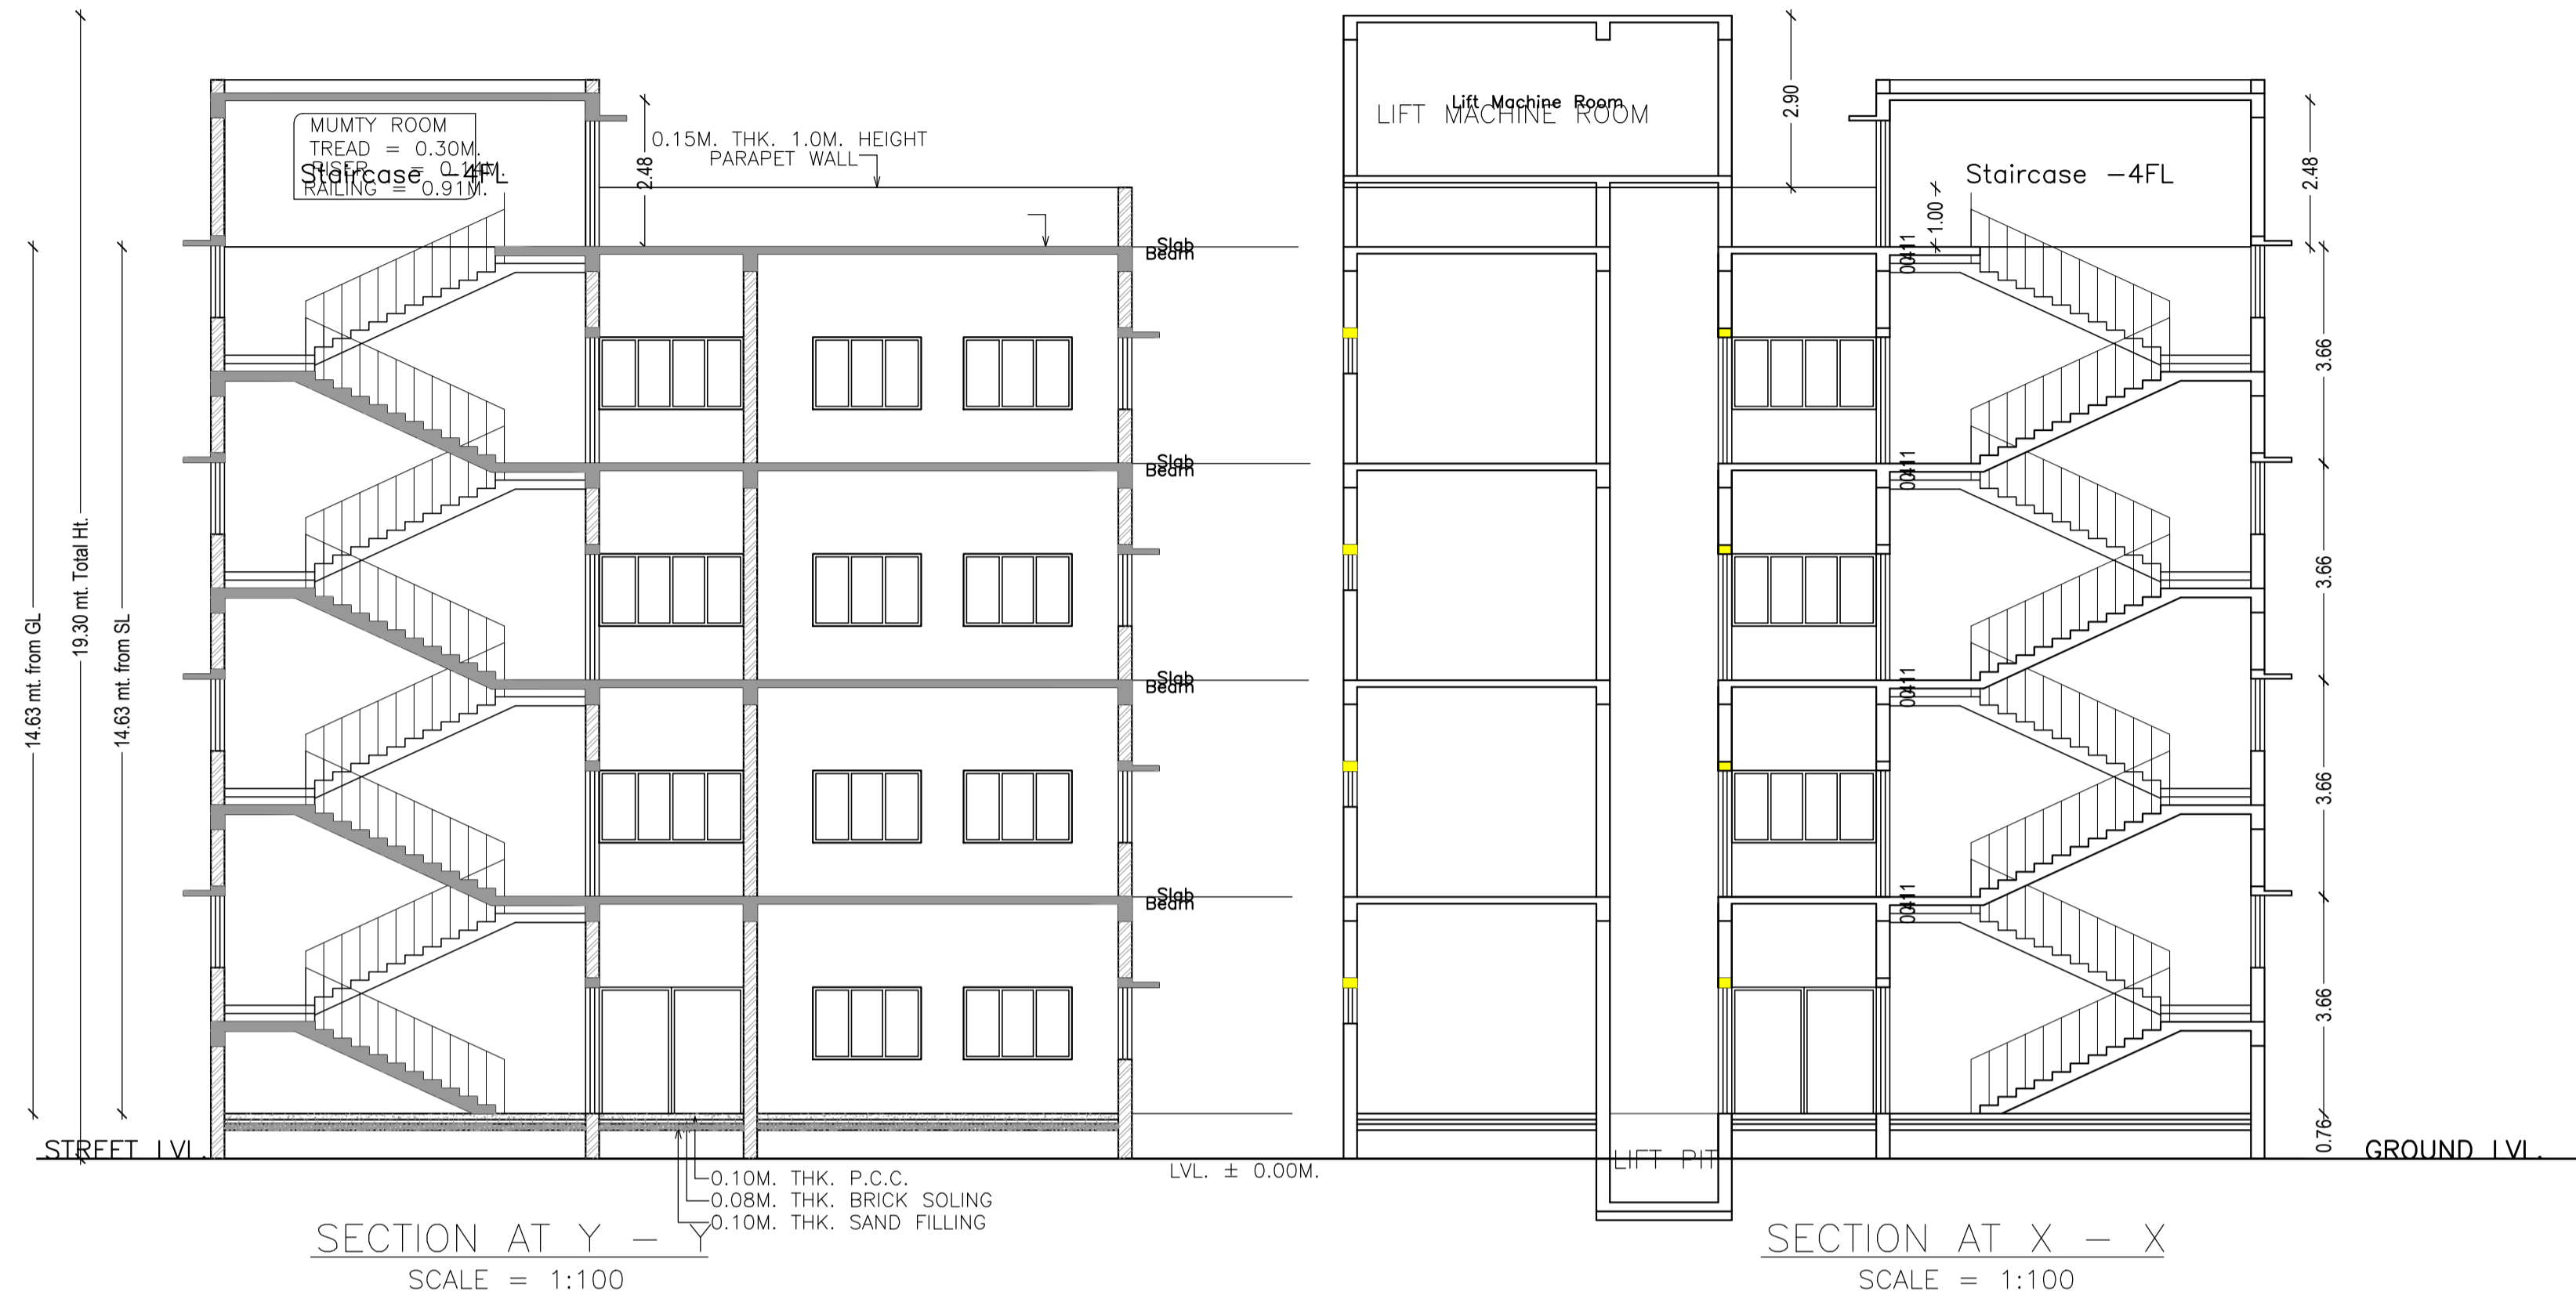 MUMTY ROOM
TREAD = 0.30M.
RISER = 0.14M.
Staircase -4FL
RAILING = 0.91M.
0.15M. THK. 1.0M. HEIGHT
PARAPET WALL
2.48
Slab
Beam
Slab
Beam
Slab
Beam
Slab
Beam
14.63 mt. from GL
19.30 mt. Total Ht.
14.63 mt. from SL
STREET LVL.
0.10M. THK. P.C.C.
0.08M. THK. BRICK SOLING
0.10M. THK. SAND FILLING
LVL. ± 0.00M.
SECTION AT Y - Y
SCALE = 1:100
Lift Machine Room
LIFT MACHINE ROOM
2.90
1.00
Staircase -4FL
2.48
3.66
3.66
3.66
3.66
0.76
LIFT PIT
GROUND LVL.
SECTION AT X - X
SCALE = 1:100